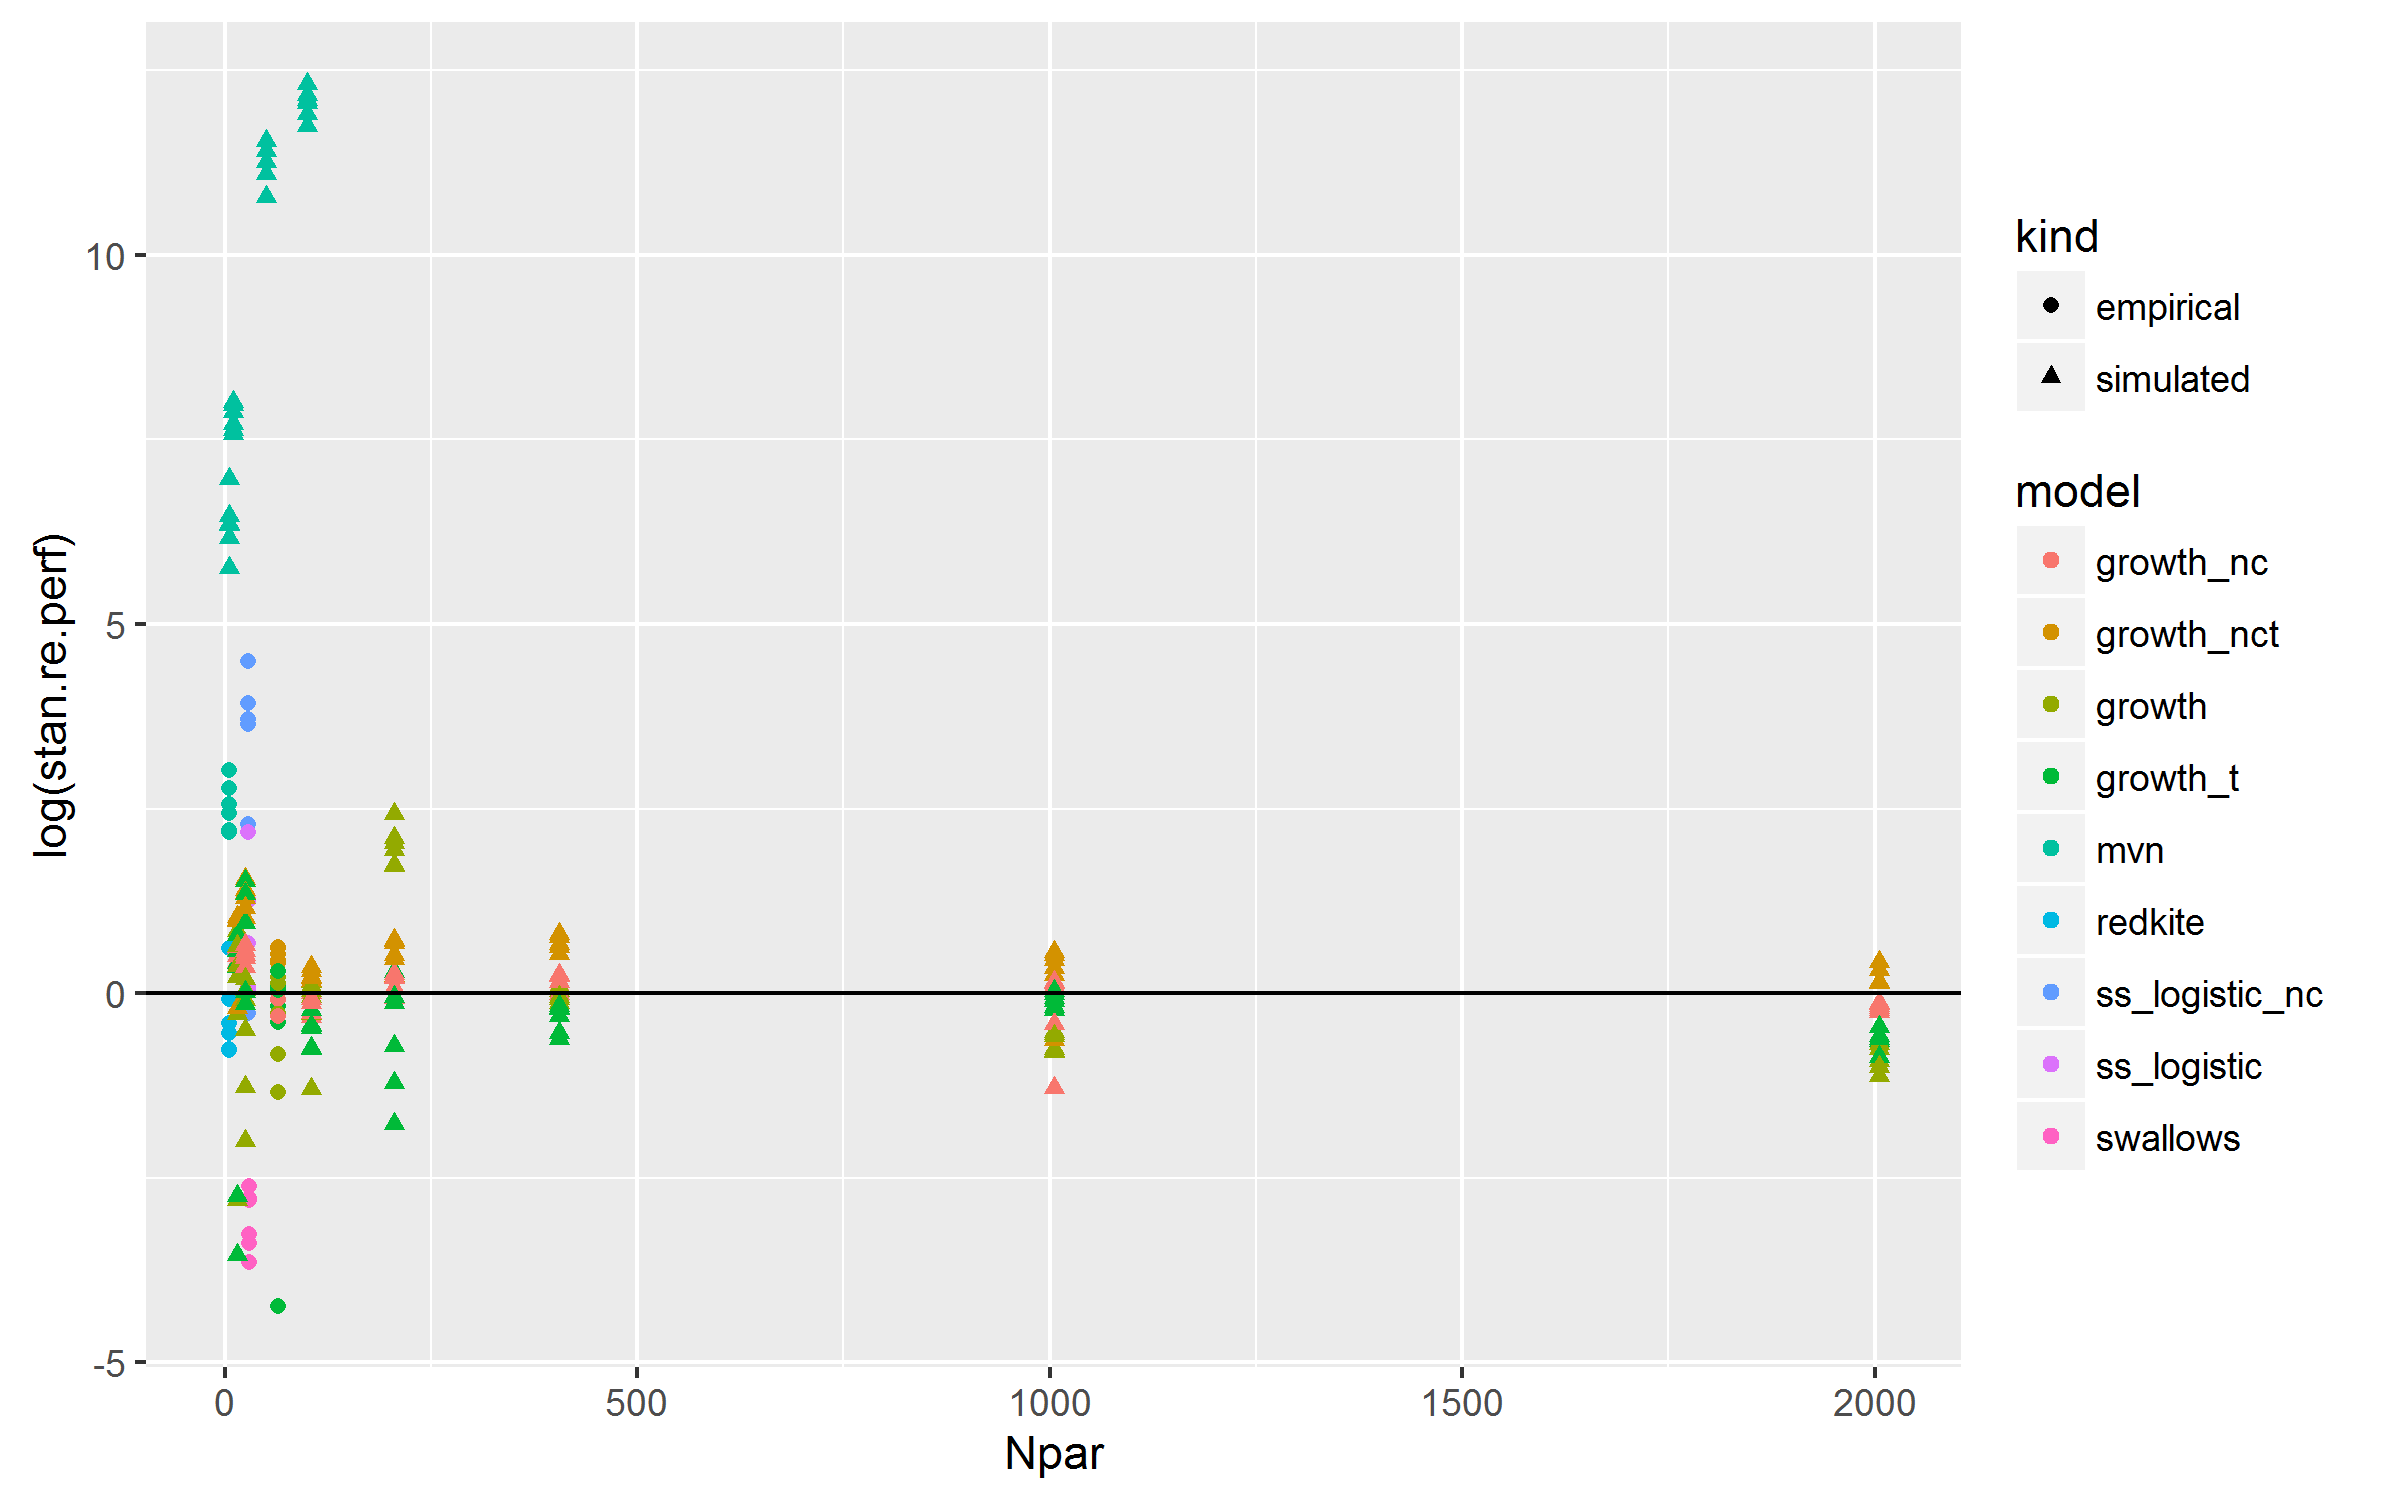 10
5
0
-5
0
500
1000
1500
2000
Npar
log(stan.re.perf)
kind
empirical
simulated
model
growth_nc
growth_nct
growth
growth_t
mvn
redkite
ss_logistic_nc
ss_logistic
swallows